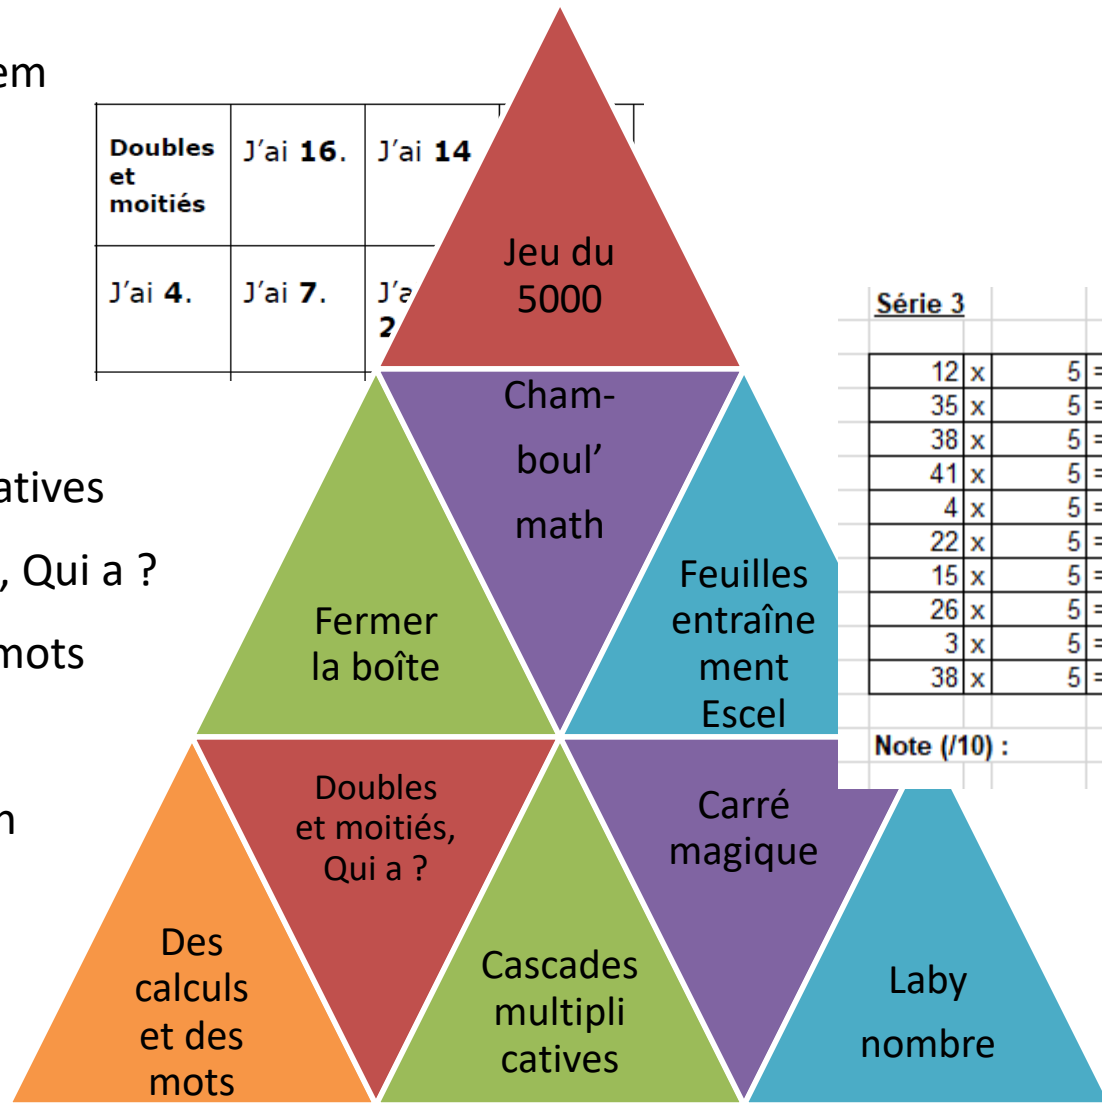 Doubles
et
moitiés
J'ai 16.
J'ai 14
J'ai 4.
J'ai 7.
2
Jeu du
5000
Cham-
boul'
math
Fermer
la boîte
Feuilles
entraîne
ment
Escel
Série 3
12 x 5 =
35 x 5 =
38 x 5 =
41 x 5 =
4 x 5 =
22 x 5 =
15 x 5 =
26 x 5 =
3 x 5 =
38 x 5 =
Note (/10) :
, Qui a ?
mots
Doubles
et moitiés,
Qui a ?
Carré
magique
Des
calculs
et des
mots
Cascades
multipli
catives
Laby
nombre